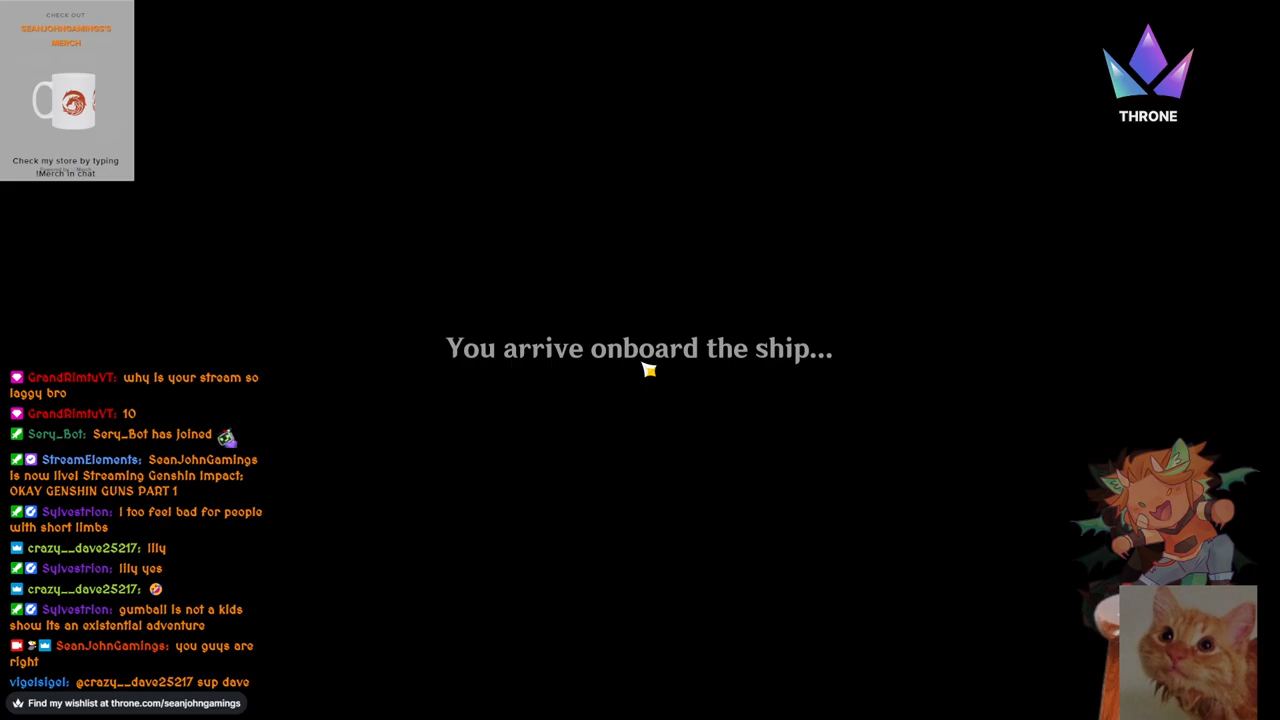 CHECK OUT
SEANJOHNGAMINGS'S
MERCH
Check my store by typing
!Merch in chat
THRONE
You arrive onboard the ship...
GrandRimtuVT: why is your stream so
laggy bro
GrandRimtuVT: 10
Sery_Bot: Sery_Bot has joined
StreamElements: SeanJohnGamings
is now live! Streaming Genshin Impact:
OKAY GENSHIN GUNS PART 1
Sylvestrion: I too feel bad for people
with short limbs
crazy__dave25217: lily
Sylvestrion: lily yes
crazy__dave25217:
Sylvestrion: gumball is not a kids
show its an existential adventure
SeanJohnGamings: you guys are
right
vigelsigel: @crazy__dave25217 sup dave
Find my wishlist at throne.com/seanjohngamings